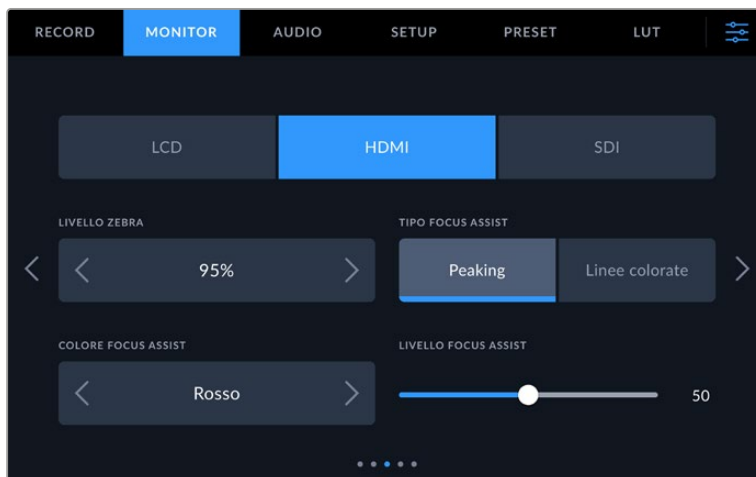 RECORD MONITOR AUDIO SETUP PRESET LUT
LCD HDMI SDI
LIVELLO ZEBRA TIPO FOCUS ASSIST
95% Peaking Linee colorate
COLORE FOCUS ASSIST LIVELLO FOCUS ASSIST
Rosso 50